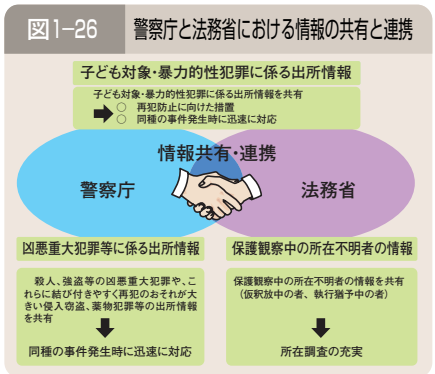 図1-26
警察庁と法務省における情報の共有と連携
子ども対象・暴力的性犯罪に係る出所情報
子ども対象・暴力的性犯罪に係る出所情報を共有
○ 再犯防止に向けた措置
○ 同種の事件発生時に迅速に対応
情報共有・連携
警察庁
法務省
凶悪重大犯罪等に係る出所情報
殺人、強盗等の凶悪重大犯罪や、こ
れらに結び付きやすく再犯のおそれが大
きい侵入窃盗、薬物犯罪等の出所情報
を共有
同種の事件発生時に迅速に対応
保護観察中の所在不明者の情報
保護観察中の所在不明者の情報を共有
(仮釈放中の者、執行猶予中の者)
所在調査の充実